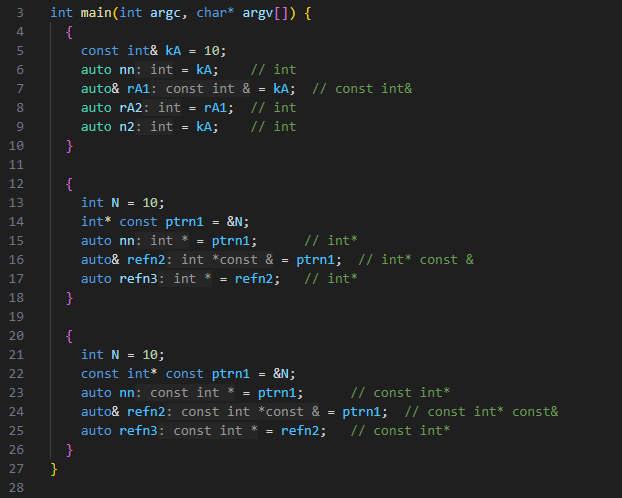 3 int main(int argc, char* argv[]) {
4 {
5 const int& kA = 10;
6 auto nn: int = kA; // int
7 auto& rA1: const int & = kA; // const int&
8 auto rA2: int = rA1; // int
9 auto n2: int = kA; // int
10 }
11
12 {
13 int N = 10;
14 int* const ptrn1 = &N;
15 auto nn: int * = ptrn1; // int*
16 auto& refn2: int *const & = ptrn1; // int* const &
17 auto refn3: int * = refn2; // int*
18 }
19
20 {
21 int N = 10;
22 const int* const ptrn1 = &N;
23 auto nn: const int * = ptrn1; // const int*
24 auto& refn2: const int *const & = ptrn1; // const int* const&
25 auto refn3: const int * = refn2; // const int*
26 }
27 }
28